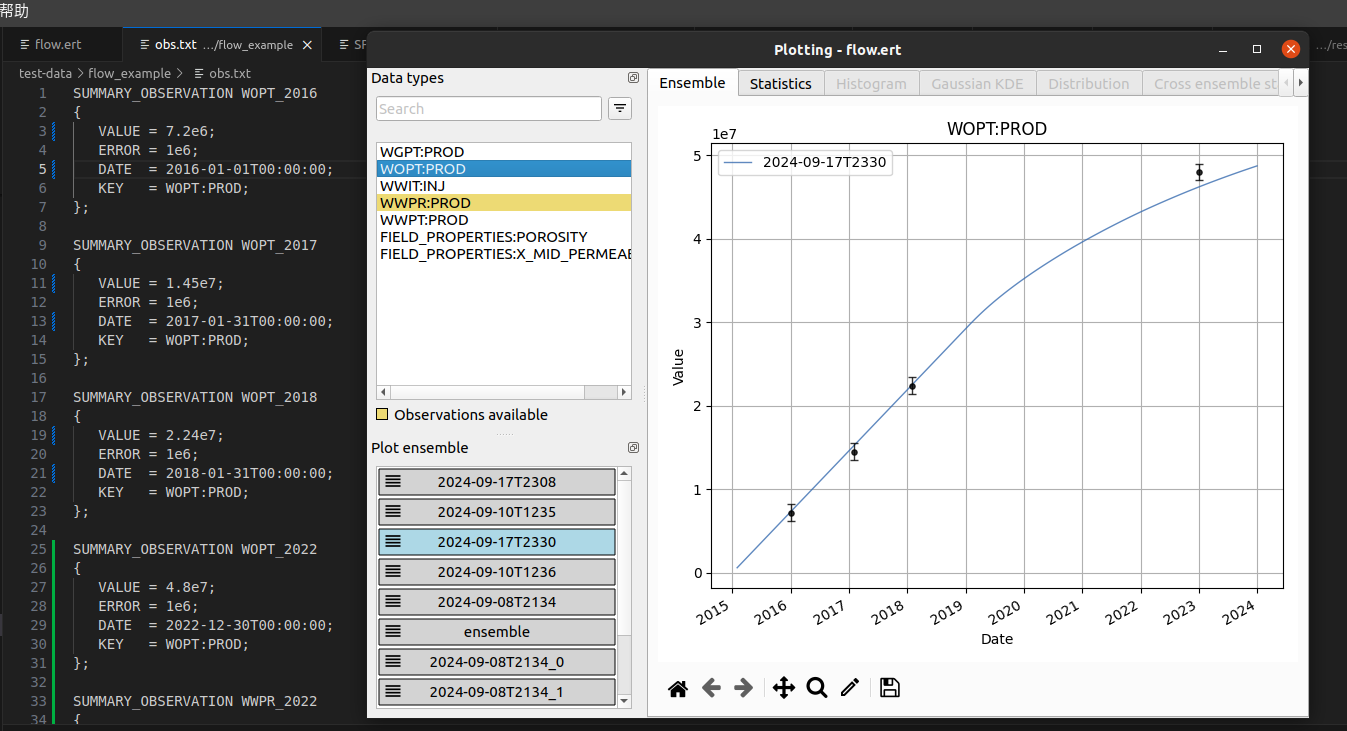 帮助
flow.ert
obs.txt .../flow_example
SF
.../res
test-data > flow_example > obs.txt
1 SUMMARY_OBSERVATION WOPT_2016
2 {
3 VALUE = 7.2e6;
4 ERROR = 1e6;
5 DATE = 2016-01-01T00:00:00;
6 KEY = WOPT:PROD;
7 };
8
9 SUMMARY_OBSERVATION WOPT_2017
10 {
11 VALUE = 1.45e7;
12 ERROR = 1e6;
13 DATE = 2017-01-31T00:00:00;
14 KEY = WOPT:PROD;
15 };
16
17 SUMMARY_OBSERVATION WOPT_2018
18 {
19 VALUE = 2.24e7;
20 ERROR = 1e6;
21 DATE = 2018-01-31T00:00:00;
22 KEY = WOPT:PROD;
23 };
24
25 SUMMARY_OBSERVATION WOPT_2022
26 {
27 VALUE = 4.8e7;
28 ERROR = 1e6;
29 DATE = 2022-12-30T00:00:00;
30 KEY = WOPT:PROD;
31 };
32
33 SUMMARY_OBSERVATION WWPR_2022
34 {
Plotting - flow.ert
Data types
Search
WGPT:PROD
WOPT:PROD
WWIT:INJ
WWPR:PROD
WWPT:PROD
FIELD_PROPERTIES:POROSITY
FIELD_PROPERTIES:X_MID_PERMEAB
Observations available
Plot ensemble
2024-09-17T2308
2024-09-10T1235
2024-09-17T2330
2024-09-10T1236
2024-09-08T2134
ensemble
2024-09-08T2134_0
2024-09-08T2134_1
Ensemble
Statistics
Histogram
Gaussian KDE
Distribution
Cross ensemble st
WOPT:PROD
1e7
2024-09-17T2330
5
4
3
2
1
0
Value
2015
2016
2017
2018
2019
2020
2021
2022
2023
2024
Date